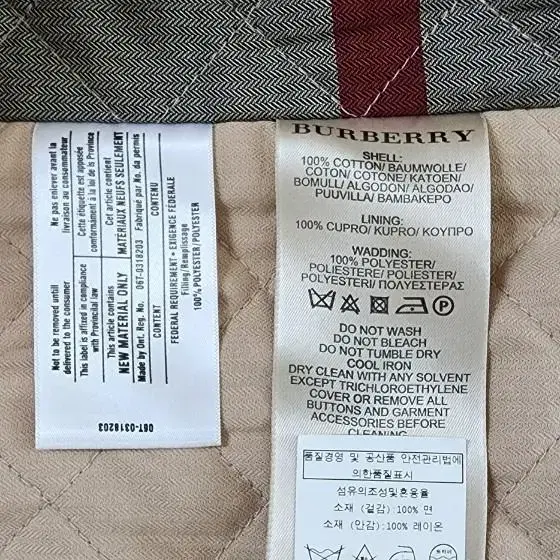 Ne pas enlever avant la
livraison au consommateur
Cette étiquette est apposée
conformément à la loi de la Province
Cet article contient
MATÉRIAUX NEUFS SEULEMENT
Fabriqué par No. da permis
CONTENU
Not to be removed untill
delivered to the consumer
This label is affixed in compliance
with Provincial law
This article contains
NEW MATERIAL ONLY
Made by Ont. Reg. No. 06T-0318203
CONTENT
FEDERAL REQUIREMENT • EXIGENCE FÉDÉRALE
Filling/Remplissage
100% POLYESTER/POLYESTER
06T-0318203
BURBERRY
SHELL:
100% COTTON/ BAUMWOLLE/
COTON/ COTONE/ KATOEN/
BOMULL/ ALGODON/ ALGODAO/
PUUVILLA/ ΒΑΜΒΑΚΕΡΟ
LINING:
100% CUPRO/ KUPRO/ ΚΟΥΠΡΟ
WADDING:
100% POLYESTER/
POLIESTERE/ POLIESTER/
POLYESTERI/ ΠΟΛΥΕΣΤΕΡΑΣ
P
DO NOT WASH
DO NOT BLEACH
DO NOT TUMBLE DRY
COOL IRON
DRY CLEAN WITH ANY SOLVENT
EXCEPT TRICHLOROETHYLENE
COVER OR REMOVE ALL
BUTTONS AND GARMENT
ACCESSORIES BEFORE
CLEANING
품질경영 및 공산품 안전관리법에
의한품질표시
섬유의조성및혼용율
소재 (겉감) :100% 면
소재 (안감) :100% 레이온